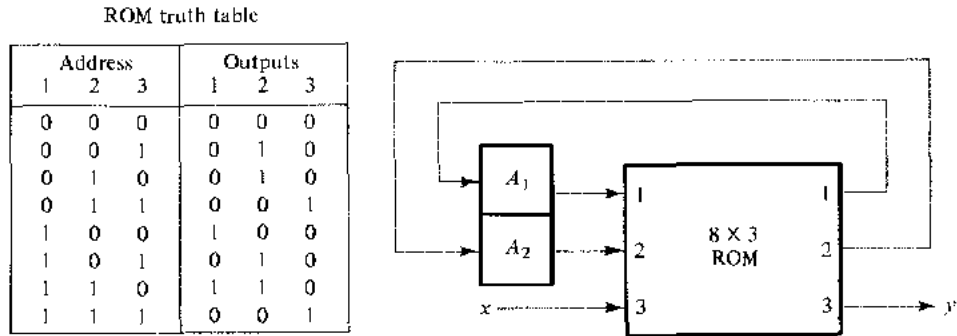 ROM truth table
Address Outputs
1 2 3 1 2 3
0 0 0 0 0 0
0 0 1 0 1 0
0 1 0 0 1 0
0 1 1 0 0 1
1 0 0 1 0 0
1 0 1 0 1 0
1 1 0 1 1 0
1 1 1 0 0 1
A1
A2
x
1
2
3
8 × 3
ROM
1
2
3
y